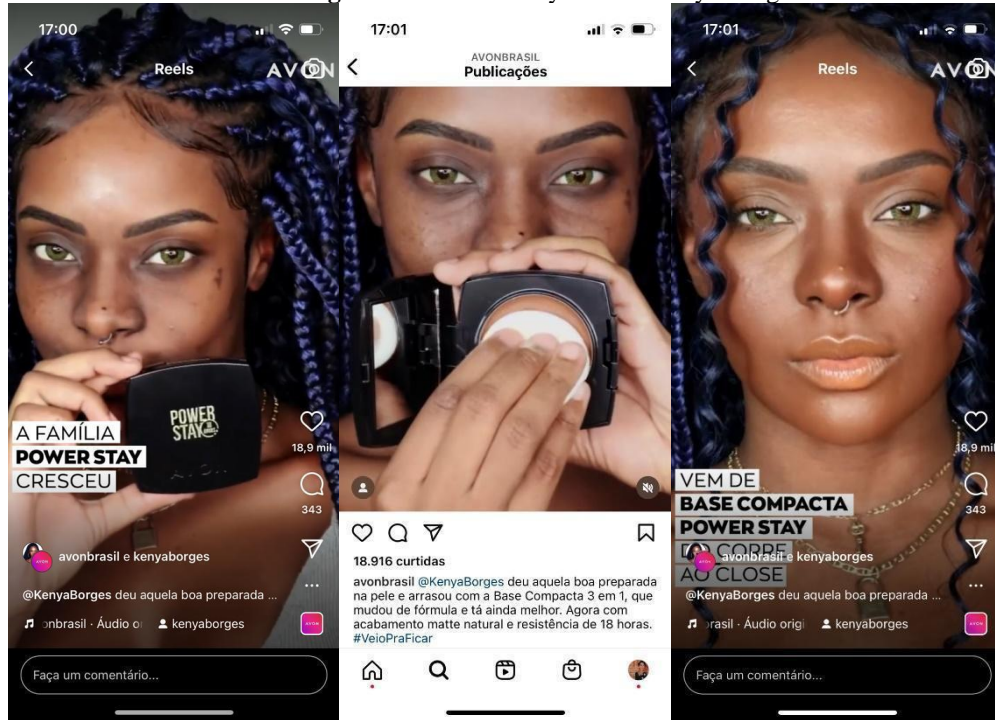 17:00
Reels
AVON
POWER
STAY
AVON
A FAMÍLIA
POWER STAY
CRESCEU
18,9 mil
343
avonbrasil e kenyaborges
@KenyaBorges deu aquela boa preparada ...
onbrasil · Áudio o
kenyaborges
AVON
Faça um comentário...
17:01
AVONBRASIL
Publicações
18.916 curtidas
avonbrasil @KenyaBorges deu aquela boa preparada
na pele e arrasou com a Base Compacta 3 em 1, que
mudou de fórmula e tá ainda melhor. Agora com
acabamento matte natural e resistência de 18 horas.
#VeioPraFicar
17:01
Reels
AVON
VEM DE
BASE COMPACTA
POWER STAY
DO CORRE
AO CLOSE
18,9 mil
343
avonbrasil e kenyaborges
@KenyaBorges deu aquela boa preparada ...
rasil · Áudio origi
kenyaborges
AVON
Faça um comentário...